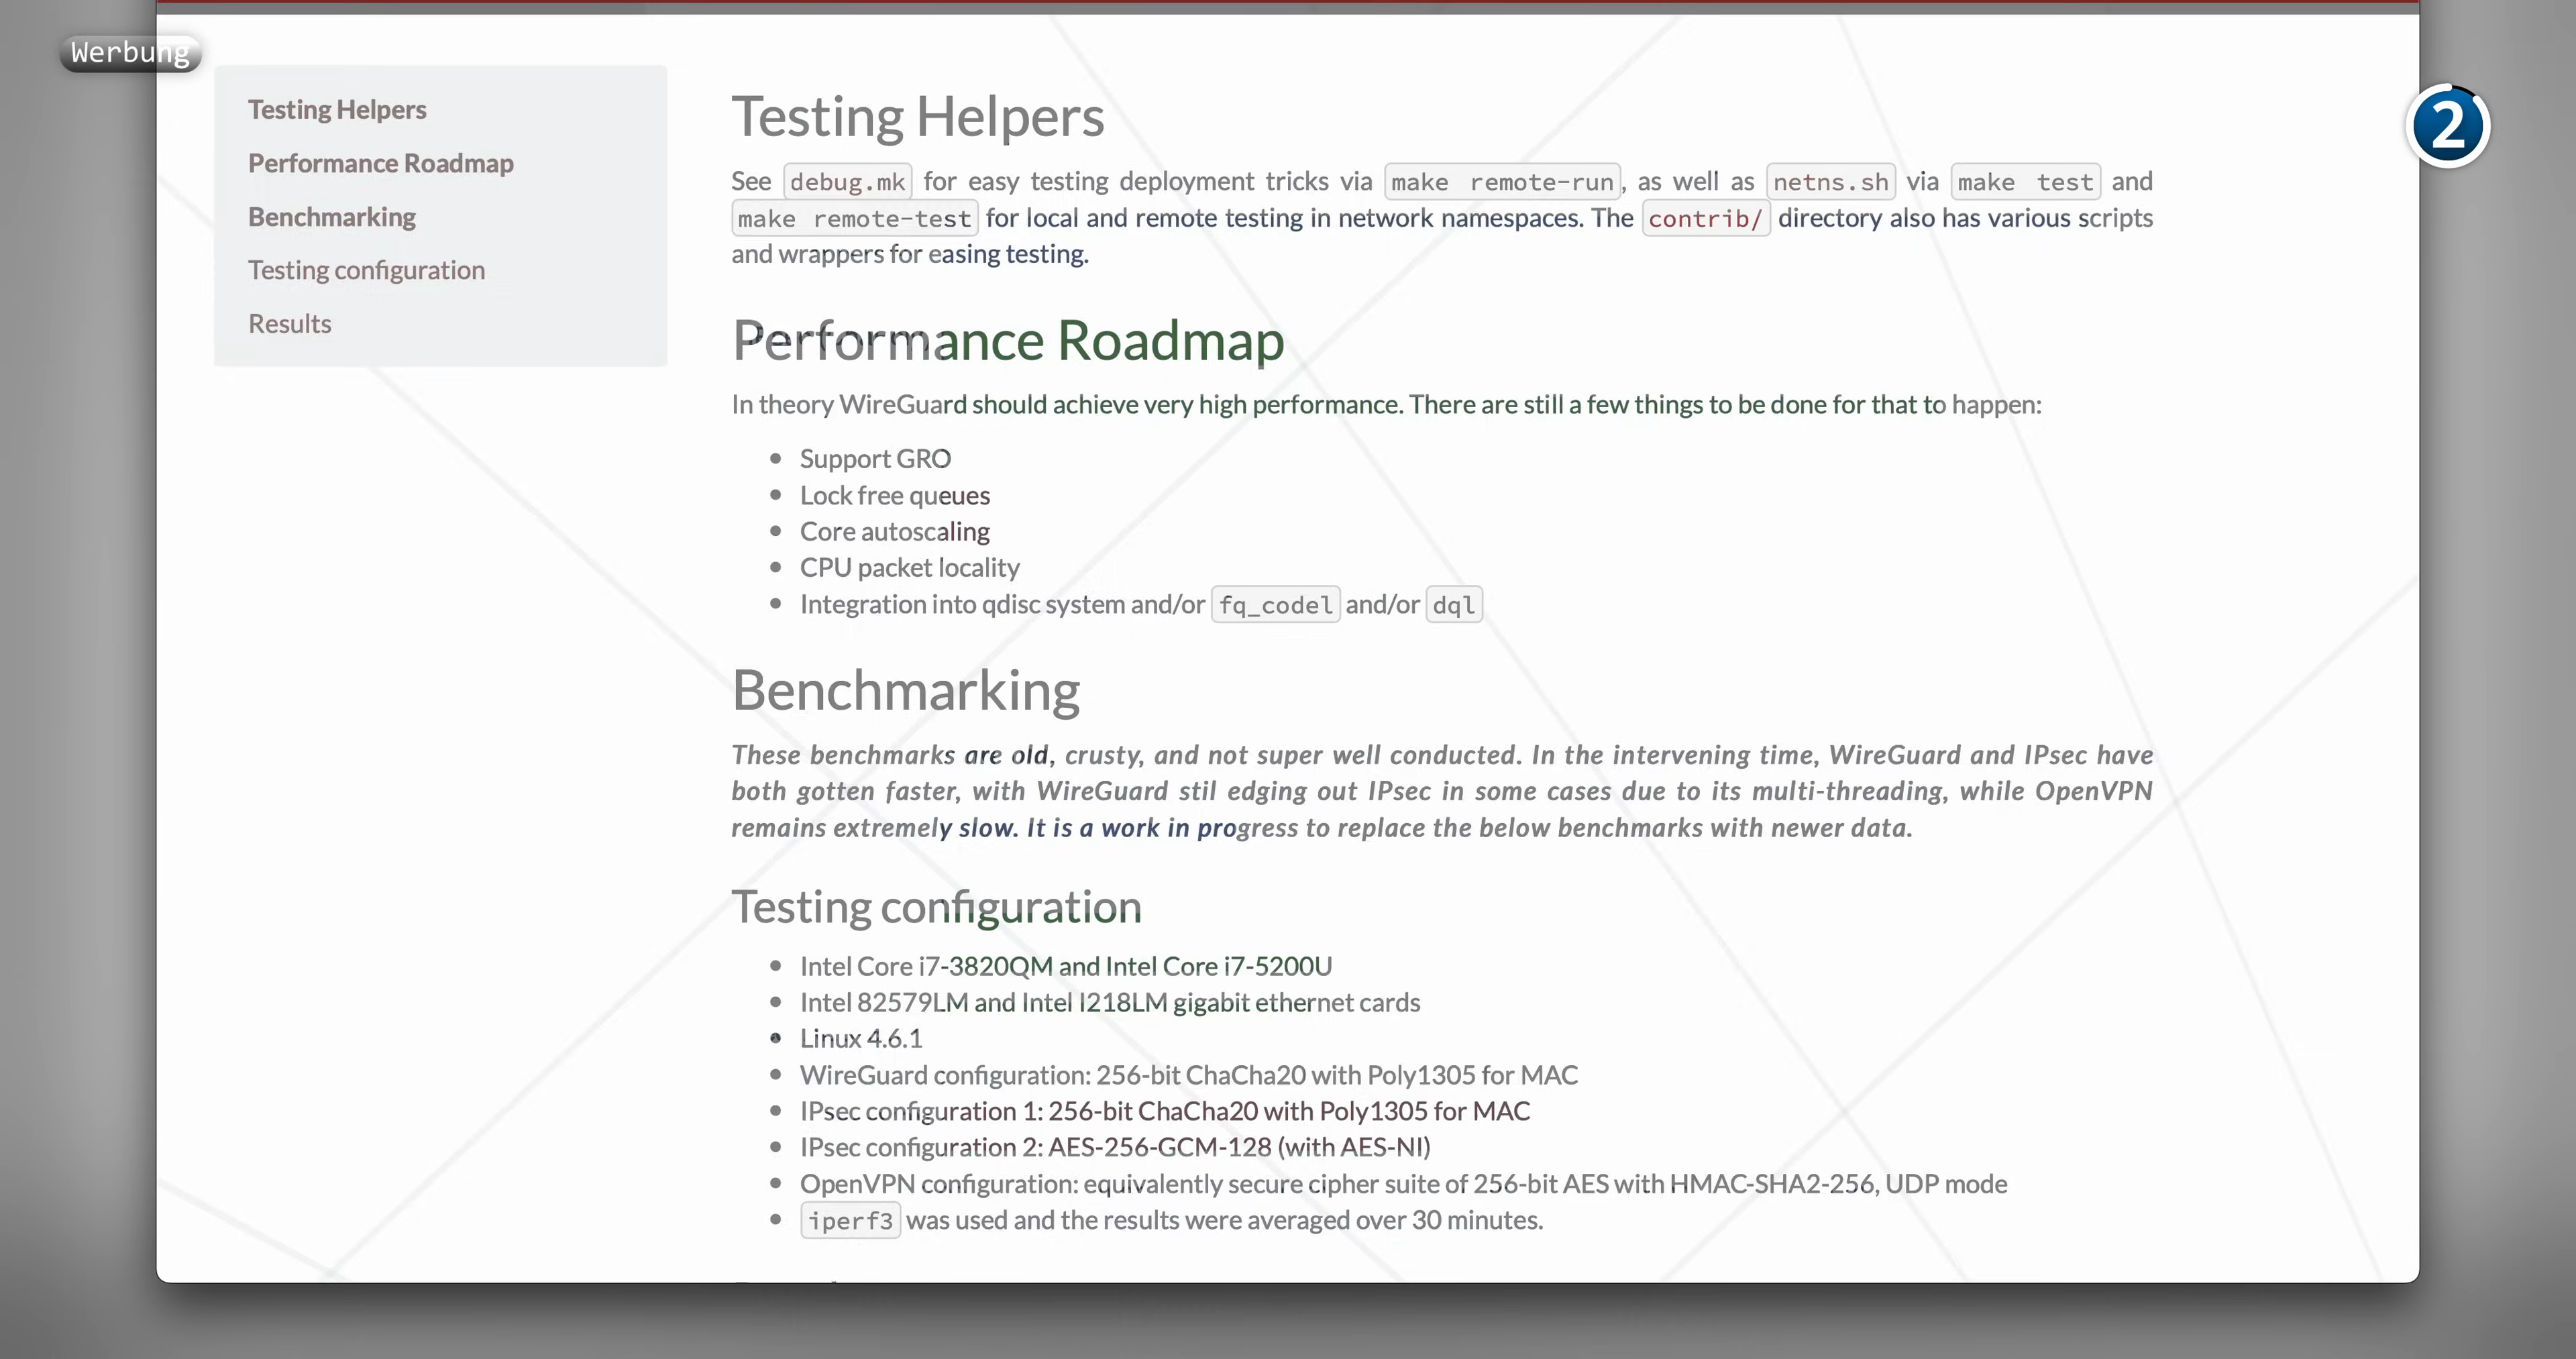 Werbung
2
Testing Helpers
Performance Roadmap
Benchmarking
Testing configuration
Results
Testing Helpers
See debug.mk for easy testing deployment tricks via make remote-run, as well as netns.sh via make test and
make remote-test for local and remote testing in network namespaces. The contrib/ directory also has various scripts
and wrappers for easing testing.
Performance Roadmap
In theory WireGuard should achieve very high performance. There are still a few things to be done for that to happen:
• Support GRO
• Lock free queues
• Core autoscaling
• CPU packet locality
• Integration into qdisc system and/or fq_codel and/or dql
Benchmarking
These benchmarks are old, crusty, and not super well conducted. In the intervening time, WireGuard and IPsec have
both gotten faster, with WireGuard stil edging out IPsec in some cases due to its multi-threading, while OpenVPN
remains extremely slow. It is a work in progress to replace the below benchmarks with newer data.
Testing configuration
• Intel Core i7-3820QM and Intel Core i7-5200U
• Intel 82579LM and Intel I218LM gigabit ethernet cards
• Linux 4.6.1
• WireGuard configuration: 256-bit ChaCha20 with Poly1305 for MAC
• IPsec configuration 1: 256-bit ChaCha20 with Poly1305 for MAC
• IPsec configuration 2: AES-256-GCM-128 (with AES-NI)
• OpenVPN configuration: equivalently secure cipher suite of 256-bit AES with HMAC-SHA2-256, UDP mode
• iperf3 was used and the results were averaged over 30 minutes.